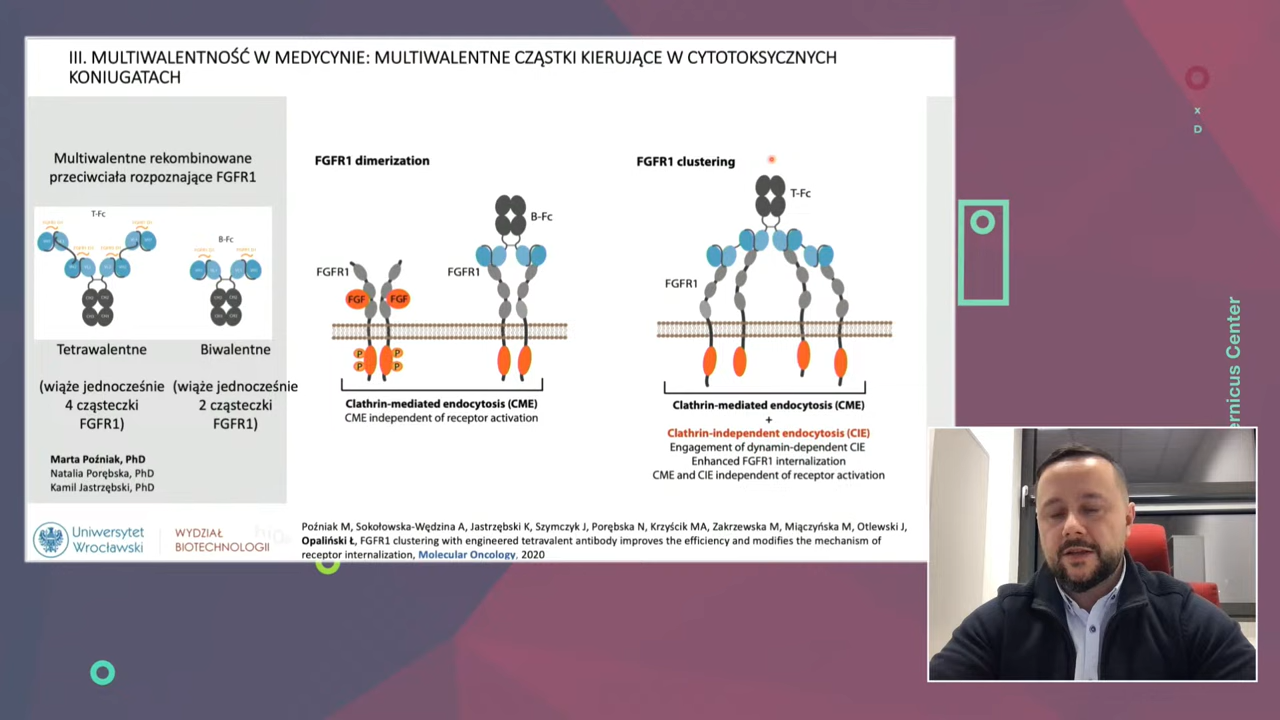 III. MULTIWALENTNOŚĆ W MEDYCYNIE: MULTIWALENTNE CZĄSTKI KIERUJĄCE W CYTOTOKSYCZNYCH
KONIUGATACH
Multiwalentne rekombinowane
przeciwciała rozpoznające FGFR1
T-Fc
B-Fc
Tetrawalentne
Biwalentne
(wiąże jednocześnie
4 cząsteczki
FGFR1)
(wiąże jednocześnie
2 cząsteczki
FGFR1)
Marta Poźniak, PhD
Natalia Porębska, PhD
Kamil Jastrzębski, PhD
FGFR1 dimerization
B-Fc
FGFR1
FGFR1
FGF
FGF
P
P
P
P
Clathrin-mediated endocytosis (CME)
CME independent of receptor activation
FGFR1 clustering
T-Fc
FGFR1
Clathrin-mediated endocytosis (CME)
+
Clathrin-independent endocytosis (CIE)
Engagement of dynamin-dependent CIE
Enhanced FGFR1 internalization
CME and CIE independent of receptor activation
Uniwersytet
Wrocławski
WYDZIAŁ
BIOTECHNOLOGII
Poźniak M, Sokołowska-Wędzina A, Jastrzębski K, Szymczyk J, Porębska N, Krzyścik MA, Zakrzewska M, Miączyńska M, Otlewski J,
Opaliński Ł, FGFR1 clustering with engineered tetravalent antibody improves the efficiency and modifies the mechanism of
receptor internalization, Molecular Oncology, 2020
x
D
ernicus Center